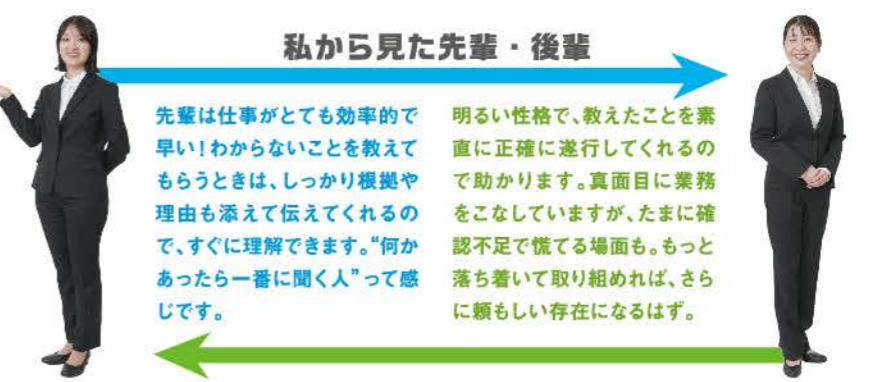 私から見た先輩・後輩
先輩は仕事がとても効率的で
早い!わからないことを教えて
もらうときは、しっかり根拠や
理由も添えて伝えてくれるの
で、すぐに理解できます。“何か
あったら一番に聞く人”って感
じです。
明るい性格で、教えたことを素
直に正確に遂行してくれるの
で助かります。真面目に業務
をこなしていますが、たまに確
認不足で慌てる場面も。もっと
落ち着いて取り組めれば、さら
に頼もしい存在になるはず。